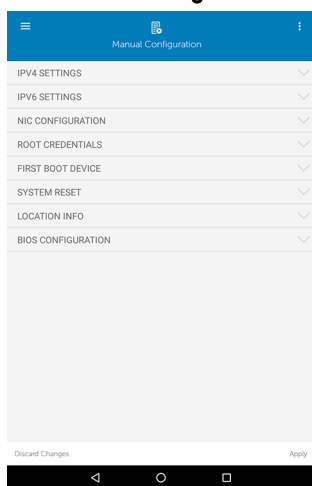 Manual Configuration
IPV4 SETTINGS
IPV6 SETTINGS
NIC CONFIGURATION
ROOT CREDENTIALS
FIRST BOOT DEVICE
SYSTEM RESET
LOCATION INFO
BIOS CONFIGURATION
Discard Changes Apply